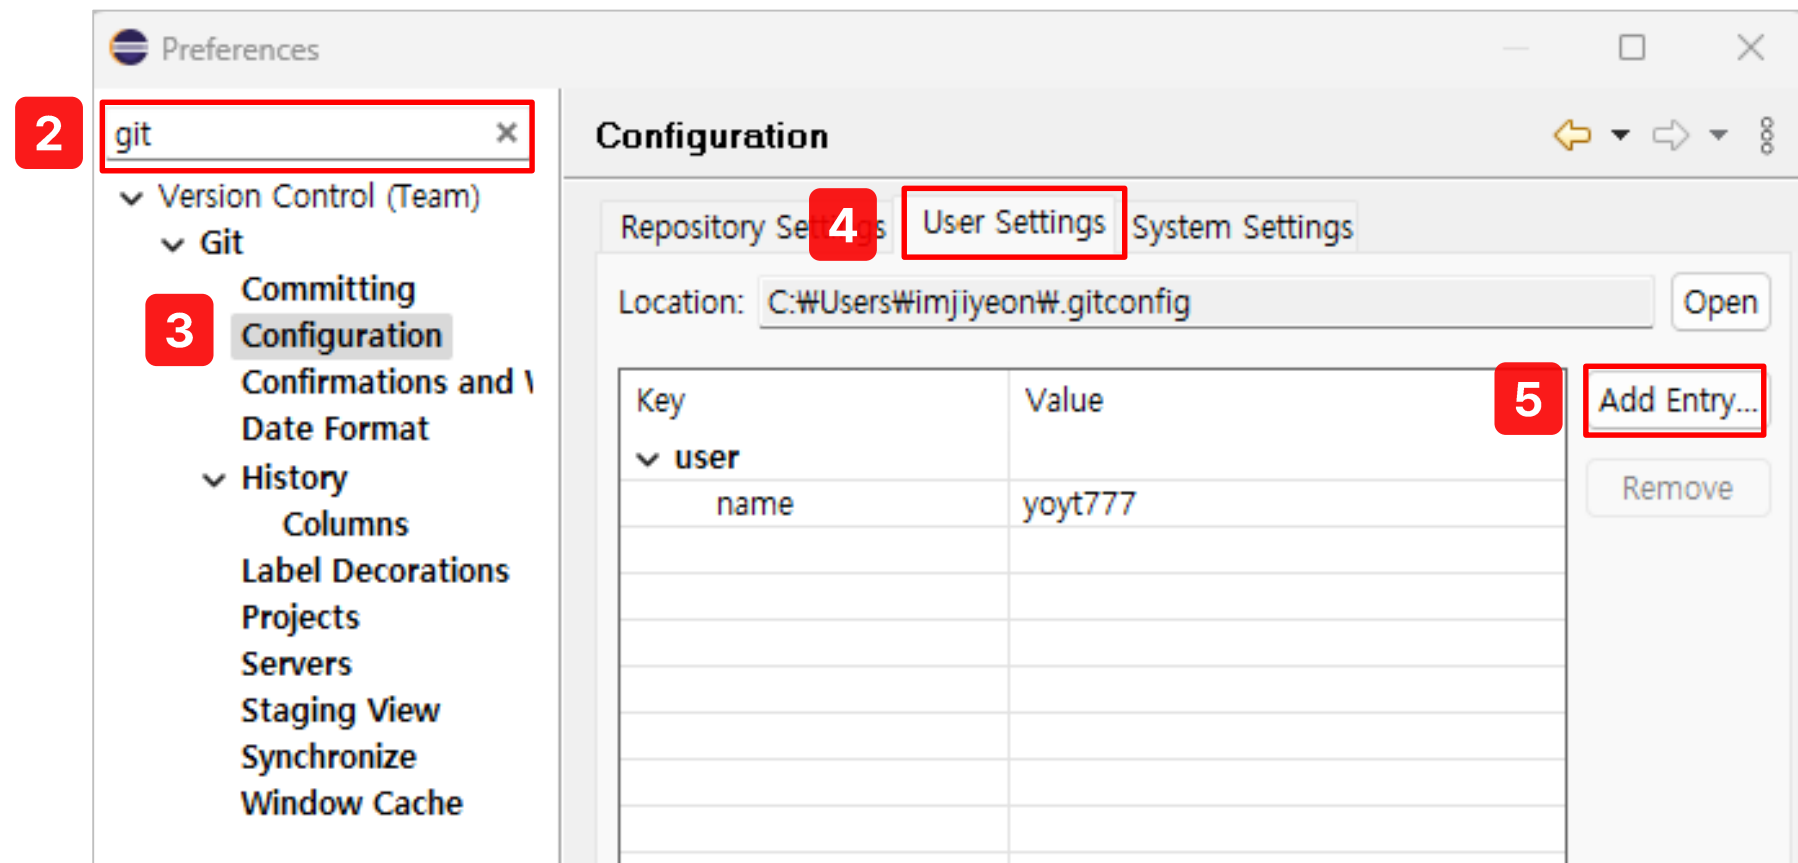 Preferences
2
git
Configuration
Version Control (Team)
Git
Committing
3
Configuration
Confirmations and
Date Format
History
Columns
Label Decorations
Projects
Servers
Staging View
Synchronize
Window Cache
Repository Settings
4
User Settings
System Settings
Location: C:₩Users₩imjiyeon₩.gitconfig
Open
Key Value
5
Add Entry...
user
name yoyt777
Remove